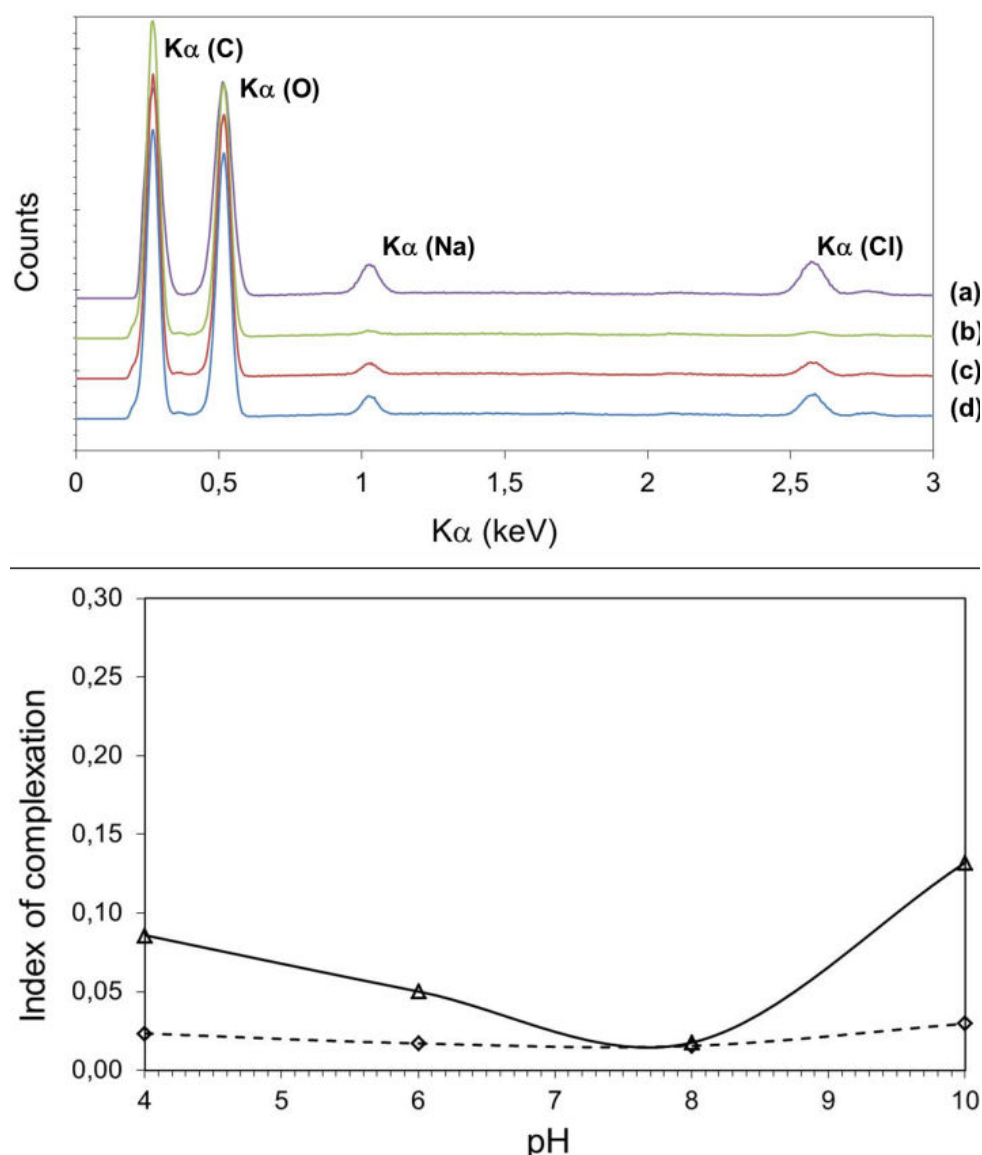 Kα (C)
Kα (O)
Kα (Na)
Kα (Cl)
Counts
(a)
(b)
(c)
(d)
0
0,5
1
1,5
2
2,5
3
Kα (keV)
0,30
0,25
0,20
0,15
0,10
0,05
0,00
Index of complexation
4
5
6
7
8
9
10
pH